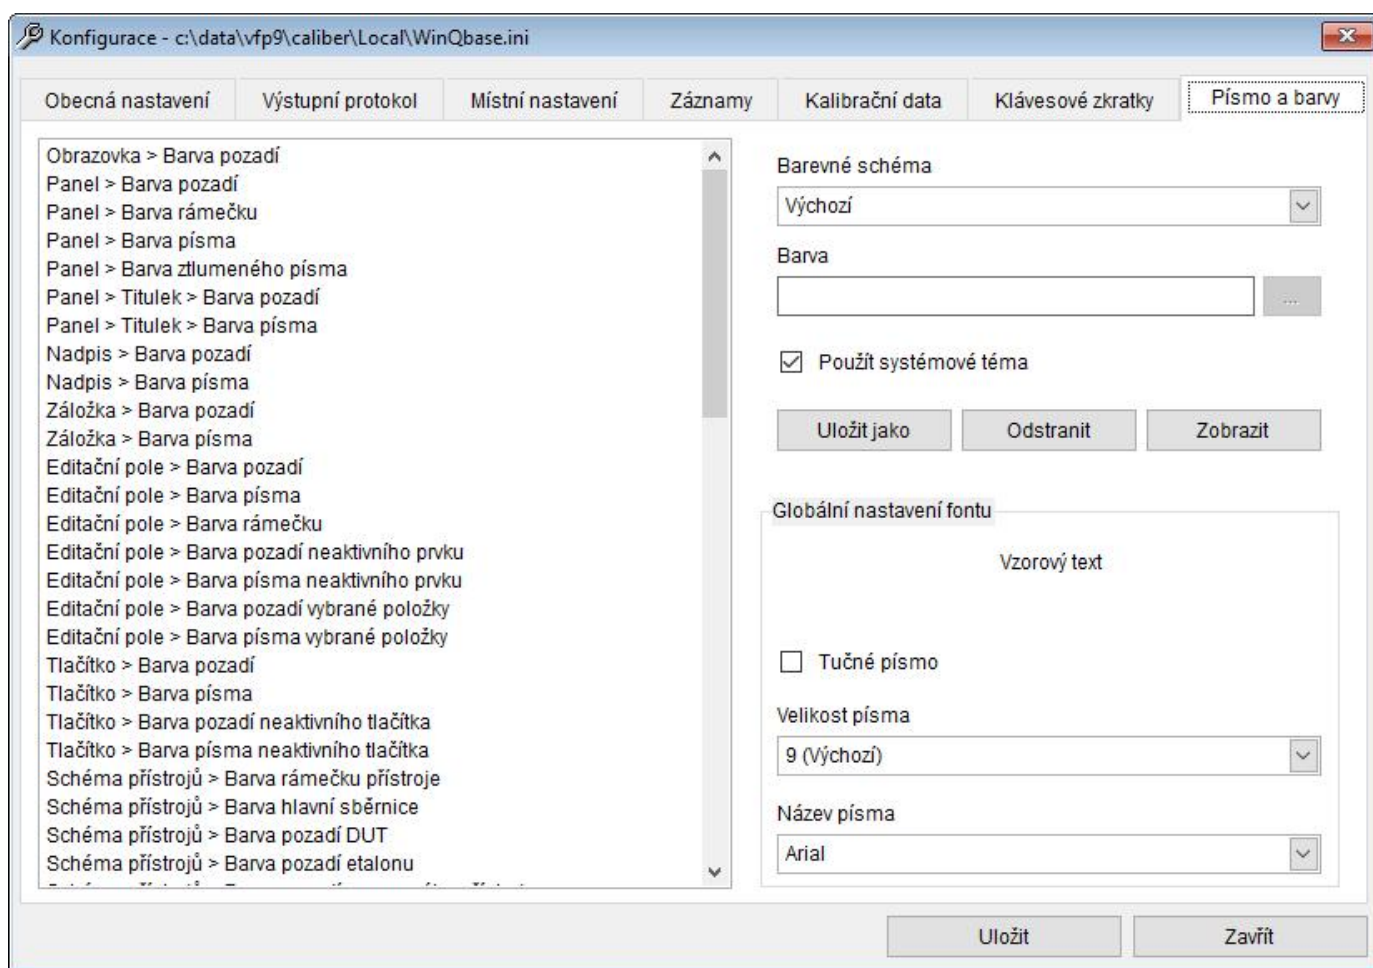 Konfigurace - c:\data\vfp9\caliber\Local\WinQbase.ini
Obecná nastavení Výstupní protokol Místní nastavení Záznamy Kalibrační data Klávesové zkratky Písmo a barvy
Obrazovka > Barva pozadí
Panel > Barva pozadí
Panel > Barva rámečku
Panel > Barva písma
Panel > Barva ztlumeného písma
Panel > Titulek > Barva pozadí
Panel > Titulek > Barva písma
Nadpis > Barva pozadí
Nadpis > Barva písma
Záložka > Barva pozadí
Záložka > Barva písma
Editační pole > Barva pozadí
Editační pole > Barva písma
Editační pole > Barva rámečku
Editační pole > Barva pozadí neaktivního prvku
Editační pole > Barva písma neaktivního prvku
Editační pole > Barva pozadí vybrané položky
Editační pole > Barva písma vybrané položky
Tlačítko > Barva pozadí
Tlačítko > Barva písma
Tlačítko > Barva pozadí neaktivního tlačítka
Tlačítko > Barva písma neaktivního tlačítka
Schéma přístrojů > Barva rámečku přístroje
Schéma přístrojů > Barva hlavní sběrnice
Schéma přístrojů > Barva pozadí DUT
Schéma přístrojů > Barva pozadí etalonu
Barevné schéma
Výchozí
Barva
...
Použít systémové téma
Uložit jako Odstranit Zobrazit
Globální nastavení fontu
Vzorový text
Tučné písmo
Velikost písma
9 (Výchozí)
Název písma
Arial
Uložit Zavřít